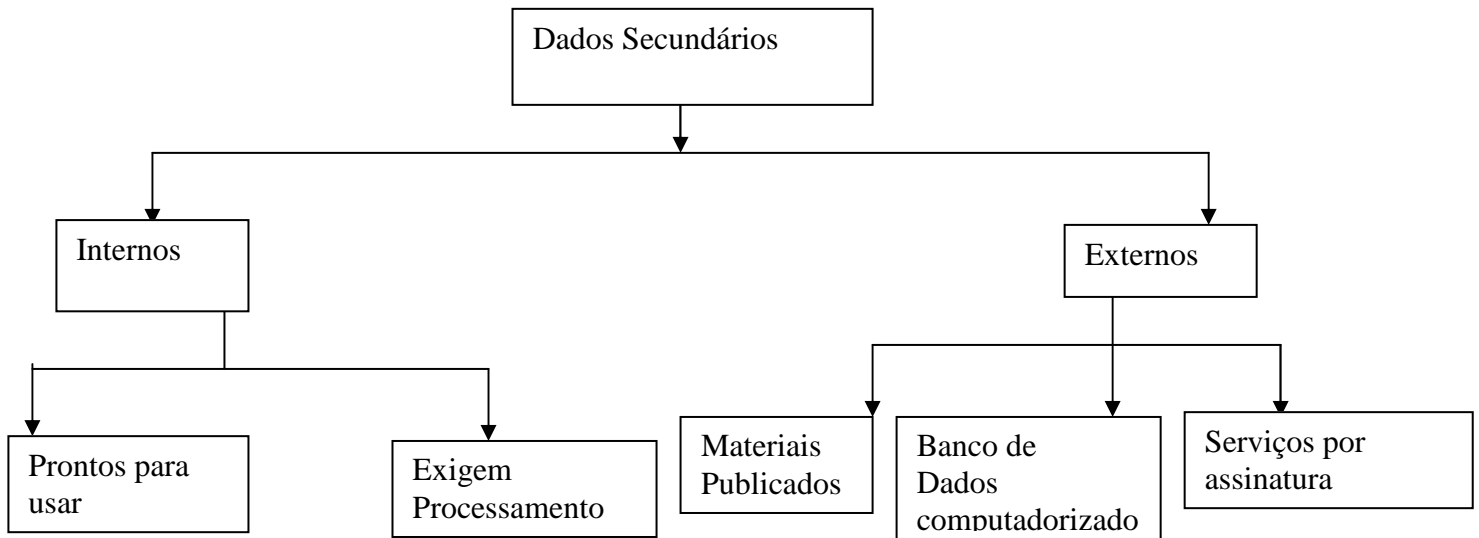 Dados Secundários
Internos
Externos
Prontos para
usar
Exigem
Processamento
Materiais
Publicados
Banco de
Dados
computadorizado
Serviços por
assinatura